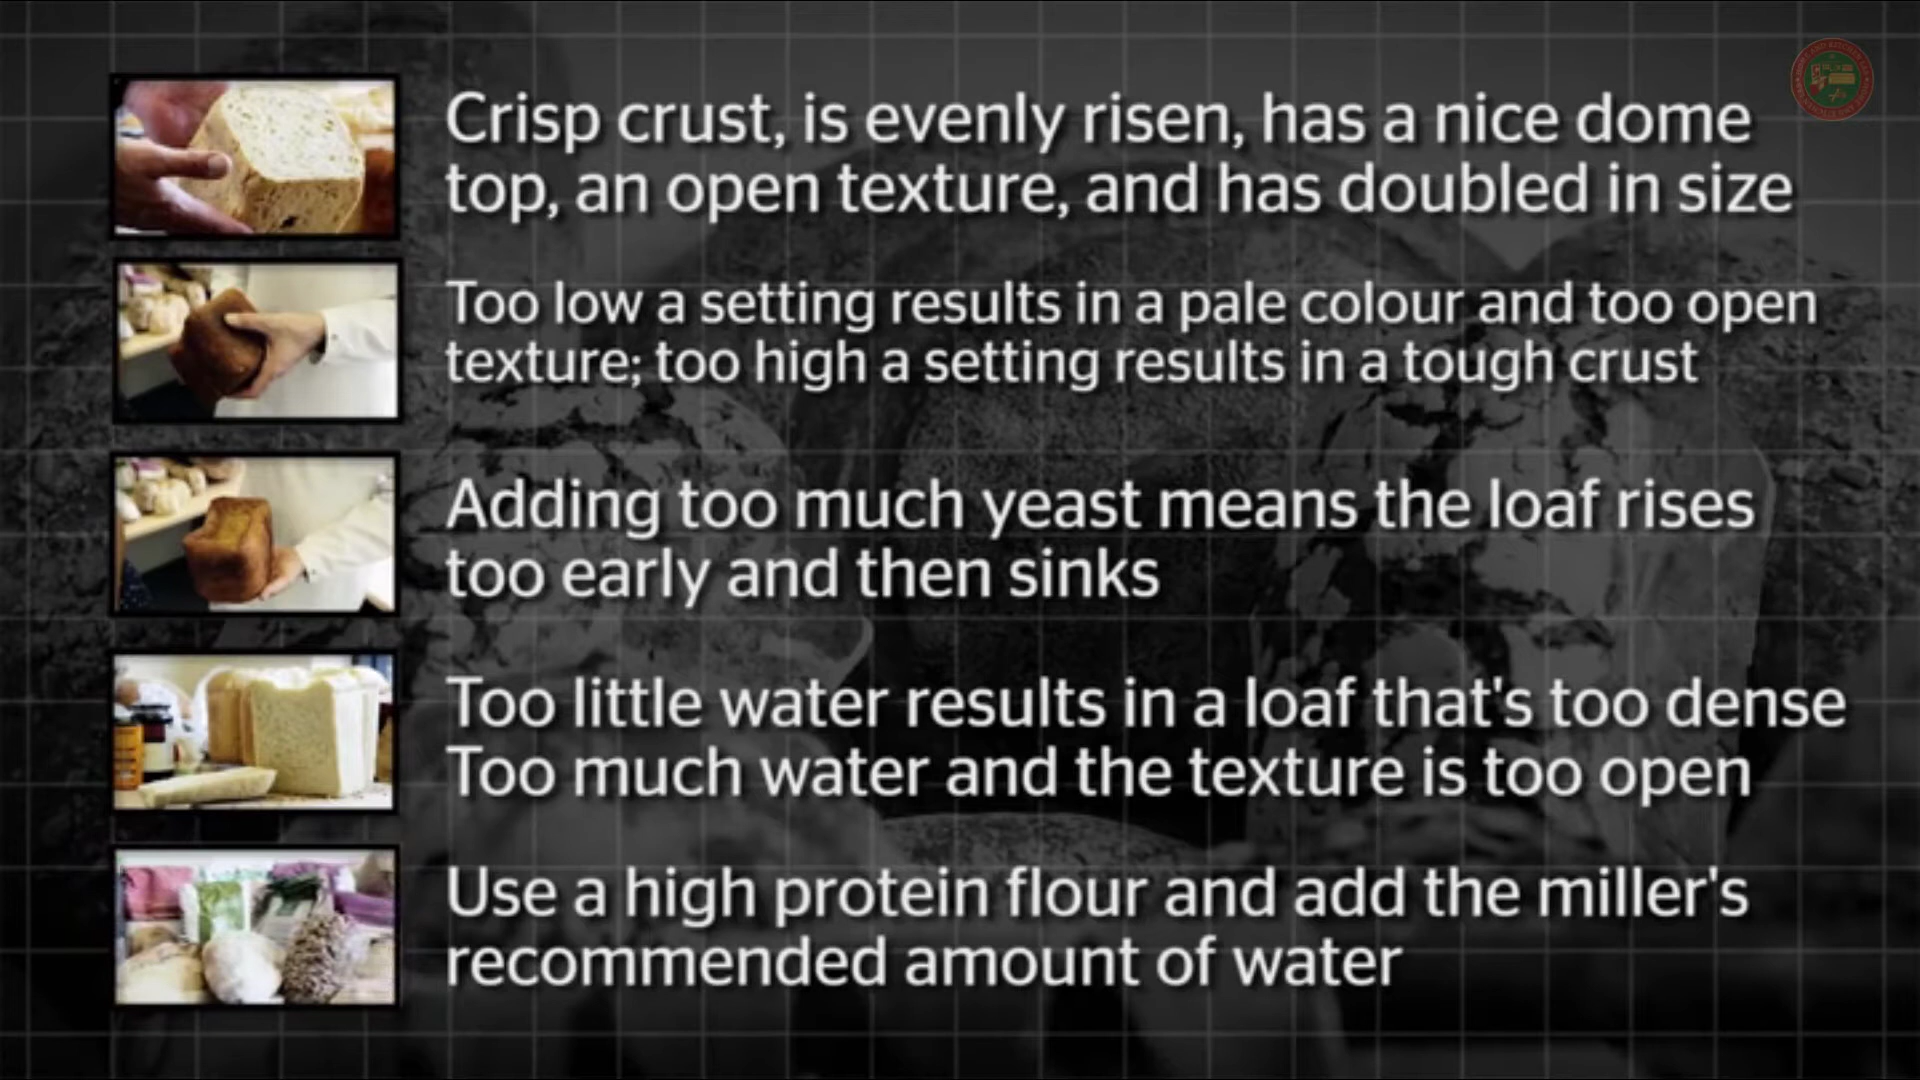 Crisp crust, is evenly risen, has a nice dome
top, an open texture, and has doubled in size
Too low a setting results in a pale colour and too open
texture; too high a setting results in a tough crust
Adding too much yeast means the loaf rises
too early and then sinks
Too little water results in a loaf that's too dense
Too much water and the texture is too open
Use a high protein flour and add the miller's
recommended amount of water